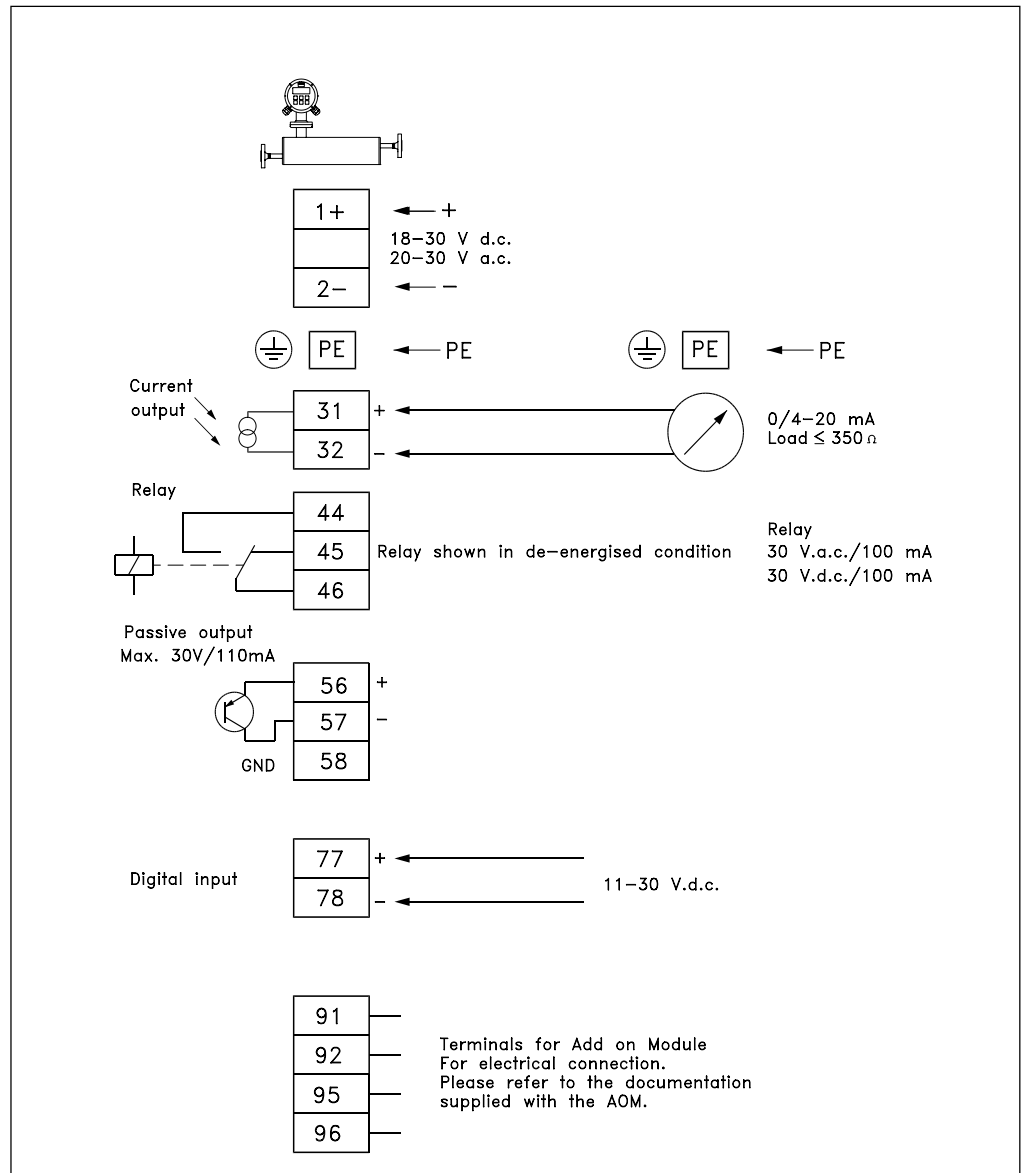 1+ +
18-30 V d.c.
20-30 V a.c.
2- -
PE PE PE PE
Current
output
31 +
32 -
0/4-20 mA
Load ≤ 350 Ω
Relay
44
45
46
Relay shown in de-energised condition
Relay
30 V.a.c./100 mA
30 V.d.c./100 mA
Passive output
Max. 30V/110mA
56 +
57 -
58
GND
Digital input
77 +
78 -
11-30 V.d.c.
91
92
95
96
Terminals for Add on Module
For electrical connection.
Please refer to the documentation
supplied with the AOM.